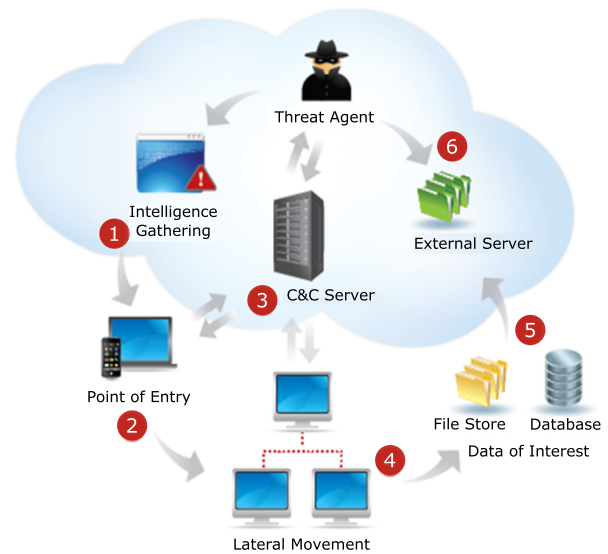 Threat Agent
6
Intelligence
Gathering
1
External Server
3
C&C Server
5
Point of Entry
2
File Store
Database
Data of Interest
4
Lateral Movement